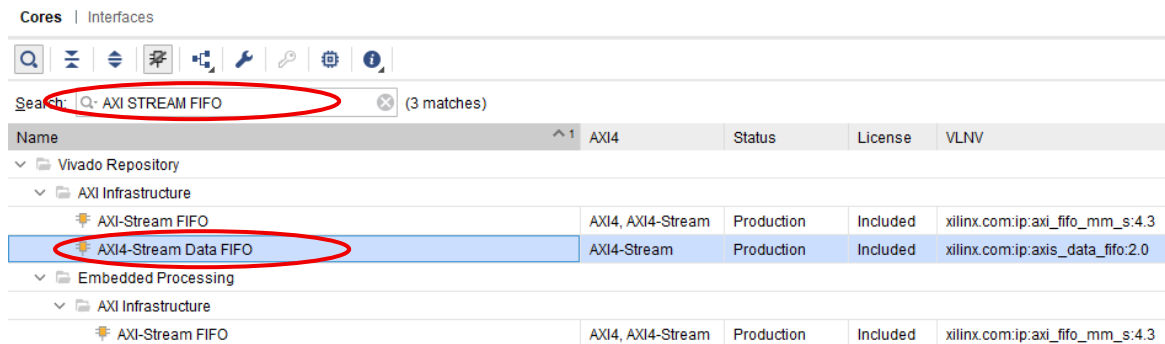 Cores | Interfaces
Search: AXI STREAM FIFO (3 matches)
Name 1 AXI4 Status License VLNV
Vivado Repository
AXI Infrastructure
AXI-Stream FIFO AXI4, AXI4-Stream Production Included xilinx.com:ip:axi_fifo_mm_s:4.3
AXI4-Stream Data FIFO AXI4-Stream Production Included xilinx.com:ip:axis_data_fifo:2.0
Embedded Processing
AXI Infrastructure
AXI-Stream FIFO AXI4, AXI4-Stream Production Included xilinx.com:ip:axi_fifo_mm_s:4.3